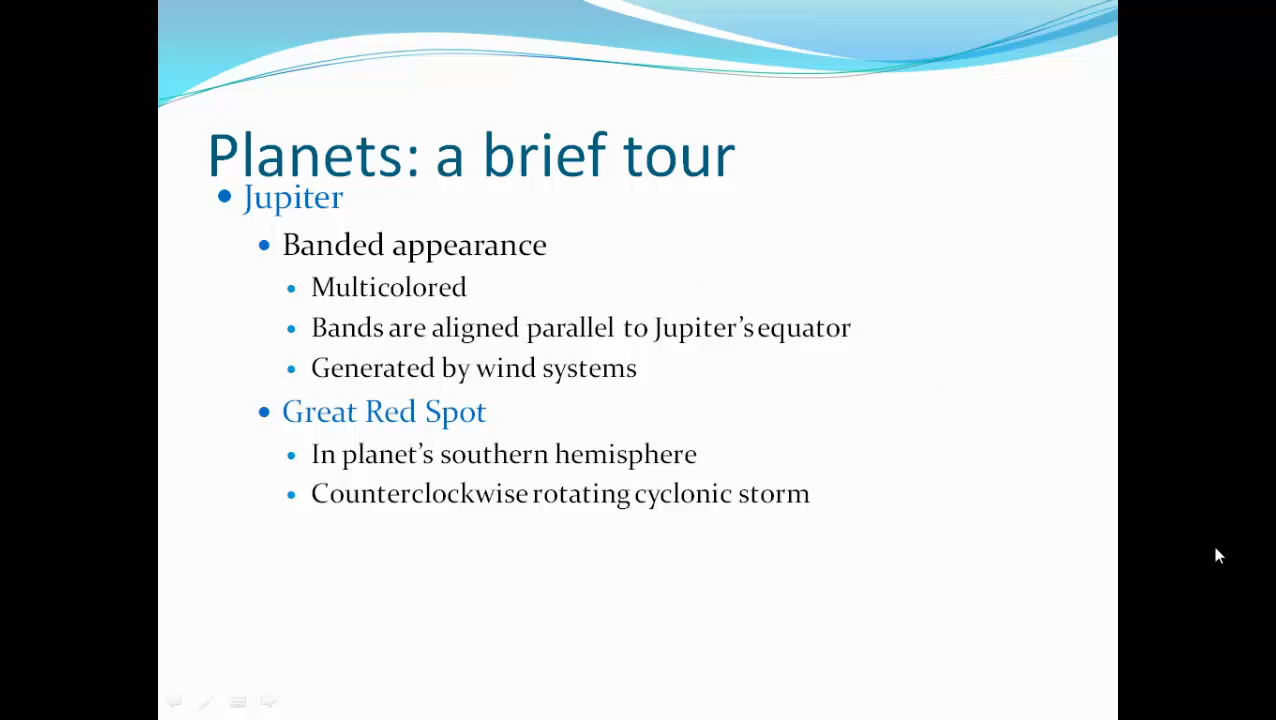 Planets: a brief tour
Jupiter
Banded appearance
Multicolored
Bands are aligned parallel to Jupiter’s equator
Generated by wind systems
Great Red Spot
In planet’s southern hemisphere
Counterclockwise rotating cyclonic storm